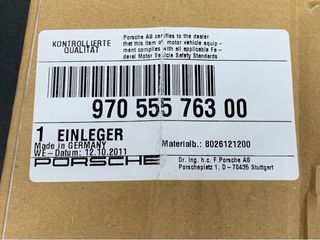 KONTROLLIERTE
QUALITÄT
Porsche AG certifies to the dealer
that this item of motor vehicle equip-
ment complies with all applicable Fe-
deral Motor Vehicle Safety Standards
970 555 763 00
1 EINLEGER
Made in GERMANY
WE-Datum: 12.10.2011
Materialb.: 8026121200
PORSCHE
Dr. Ing. h.c. F.Porsche AG
Porscheplatz 1, D-70435 Stuttgart